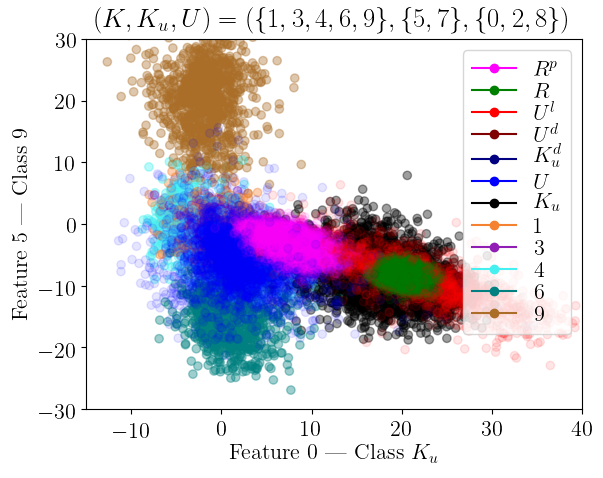 (K, K_u, U) = ({1, 3, 4, 6, 9}, {5, 7}, {0, 2, 8})
30
20
10
0
−10
−20
−30
Feature 5 — Class 9
R^p
R
U^l
U^d
K_u^d
U
K_u
1
3
4
6
9
−10
0
10
20
30
40
Feature 0 — Class K_u